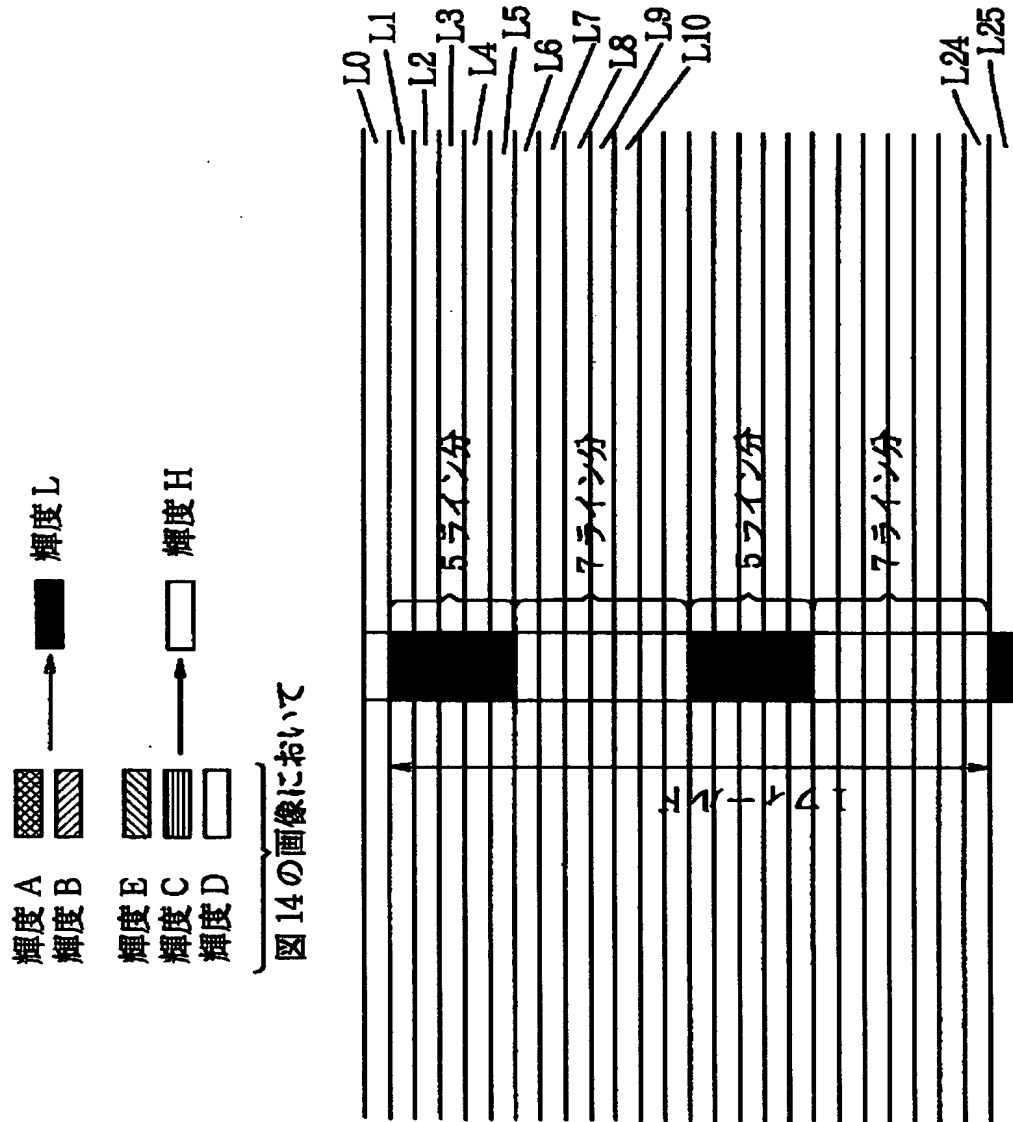 輝度 A
輝度 B
輝度 L
輝度 E
輝度 C
輝度 D
輝度 H
図 14 の画像において
L0
L1
L2
L3
L4
L5
L6
L7
L8
L9
L10
L24
L25
5ライン分
7ライン分
5ライン分
7ライン分
1フィールド